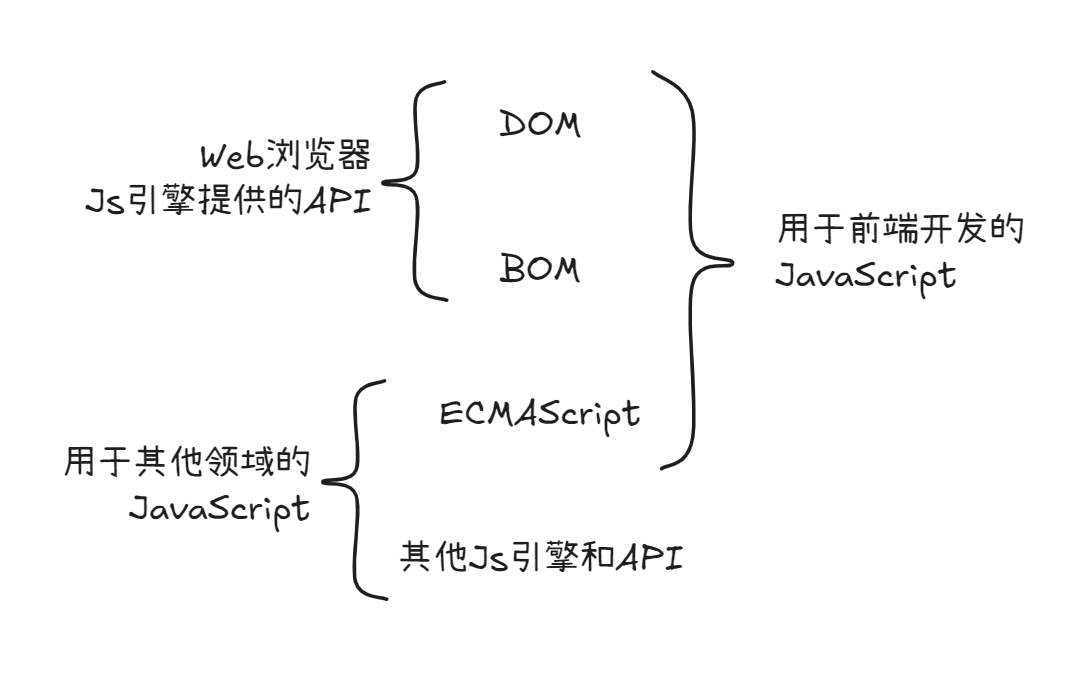 DOM
Web浏览器
Js引擎提供的API
BOM
用于前端开发的
JavaScript
ECMAScript
用于其他领域的
JavaScript
其他Js引擎和API